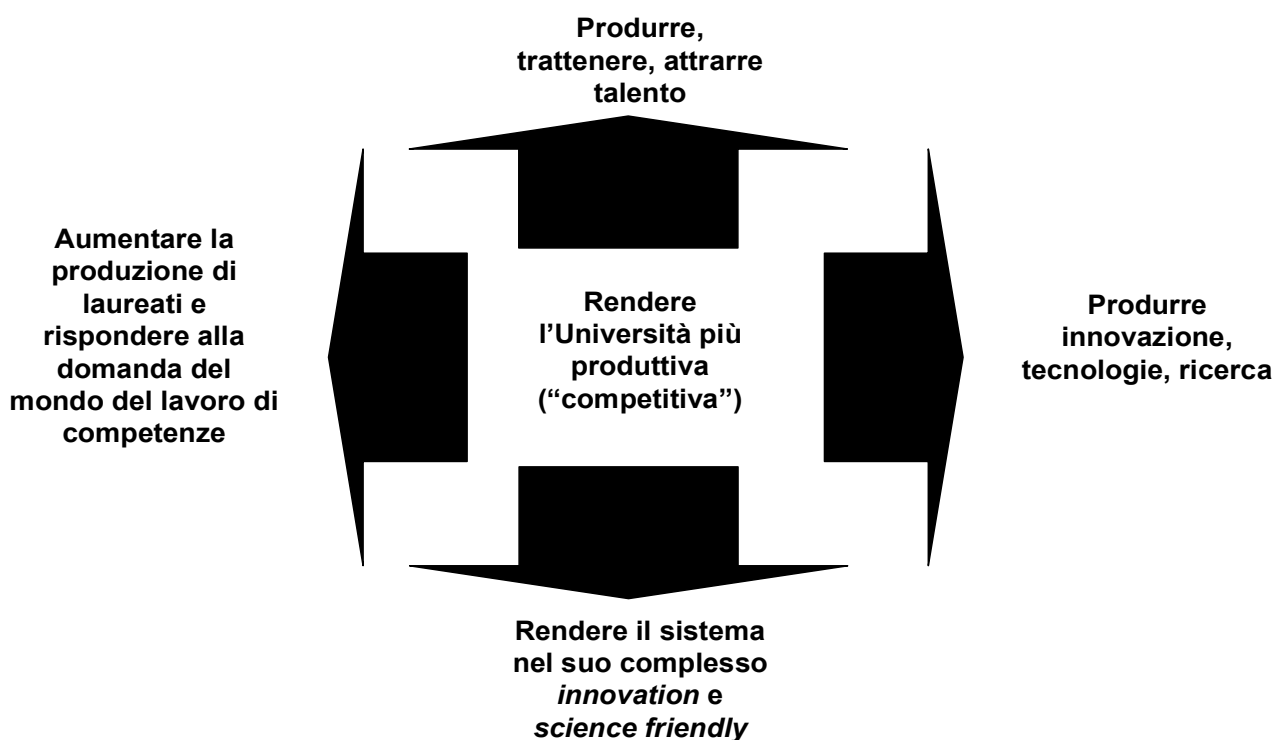 Produrre,
trattenere, attrarre
talento
Aumentare la
produzione di
laureati e
rispondere alla
domanda del
mondo del lavoro di
competenze
Rendere
l’Università più
produttiva
(“competitiva”)
Produrre
innovazione,
tecnologie, ricerca
Rendere il sistema
nel suo complesso
innovation e
science friendly